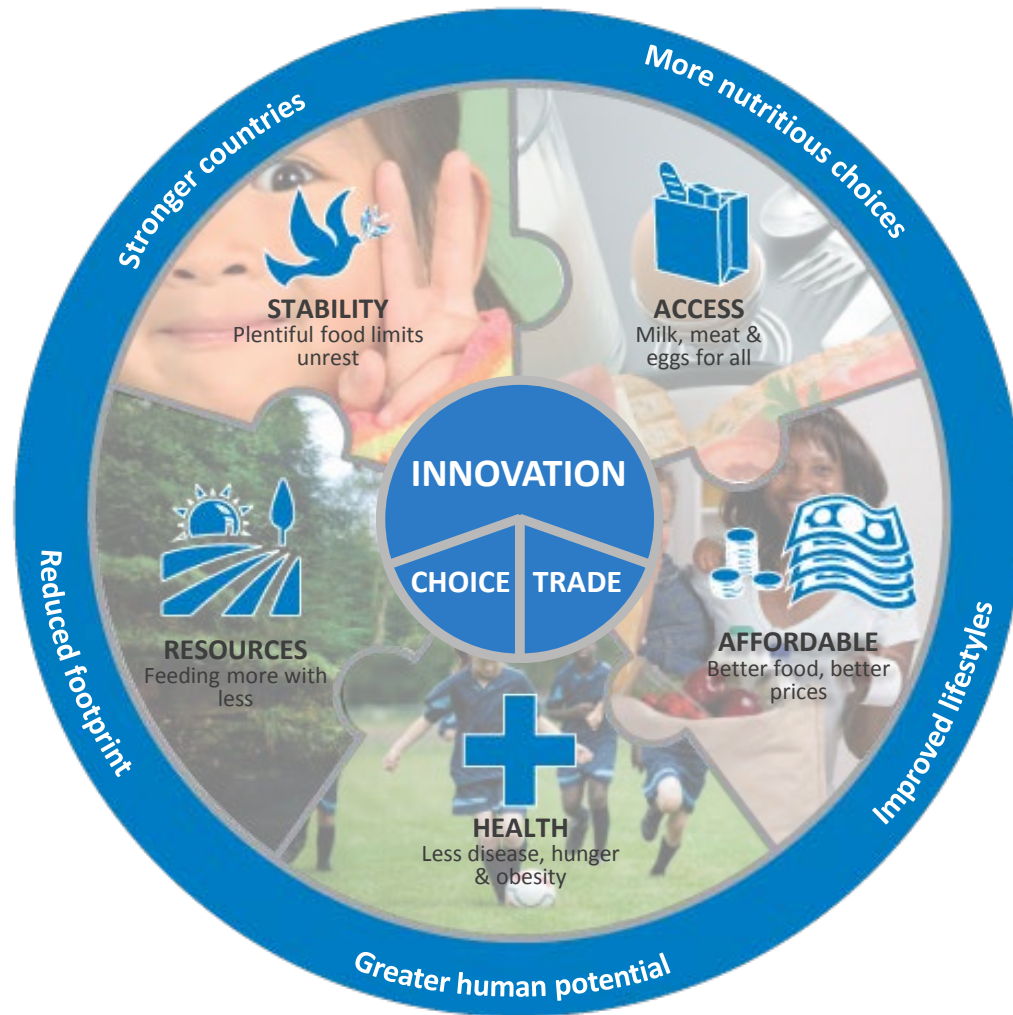 Stronger countries
More nutritious choices
STABILITY
Plentiful food limits
unrest
ACCESS
Milk, meat &
eggs for all
INNOVATION
CHOICE
TRADE
RESOURCES
Feeding more with
less
AFFORDABLE
Better food, better
prices
HEALTH
Less disease, hunger
& obesity
Reduced footprint
Improved lifestyles
Greater human potential